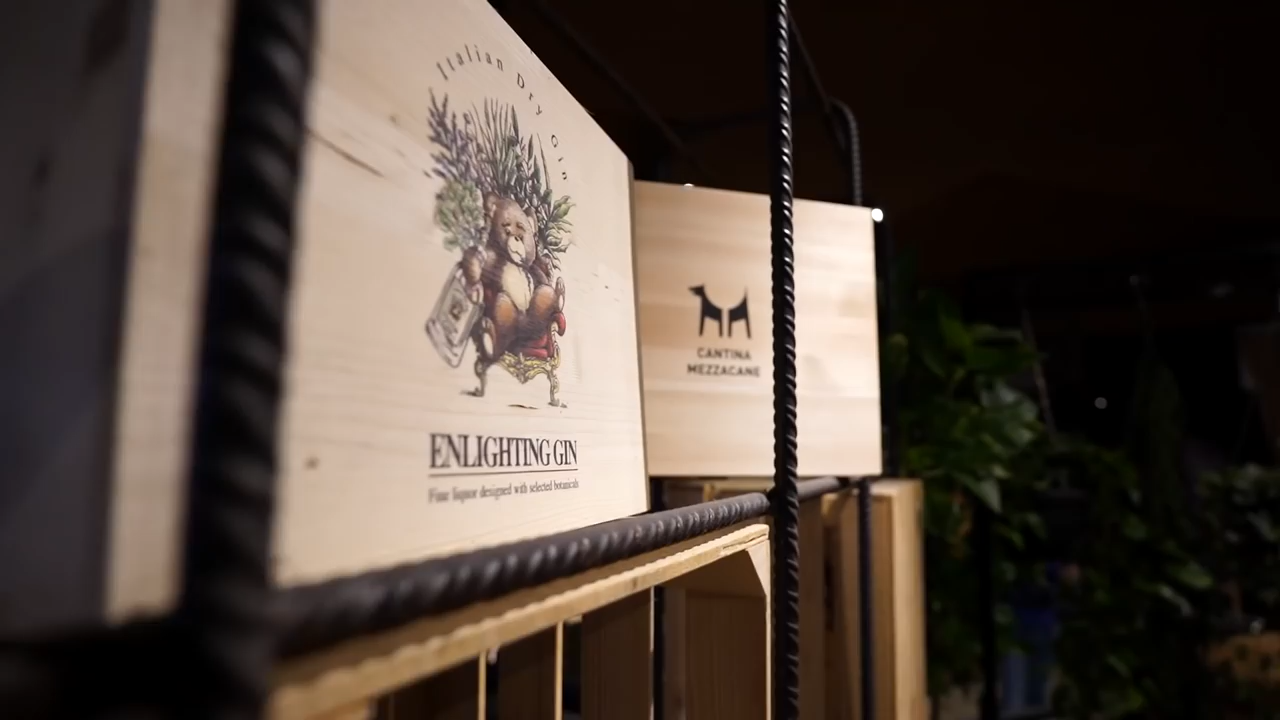 Italian Dry Gin
ENLIGHTING GIN
Fine liquor designed with selected botanicals
CANTINA
MEZZACANE